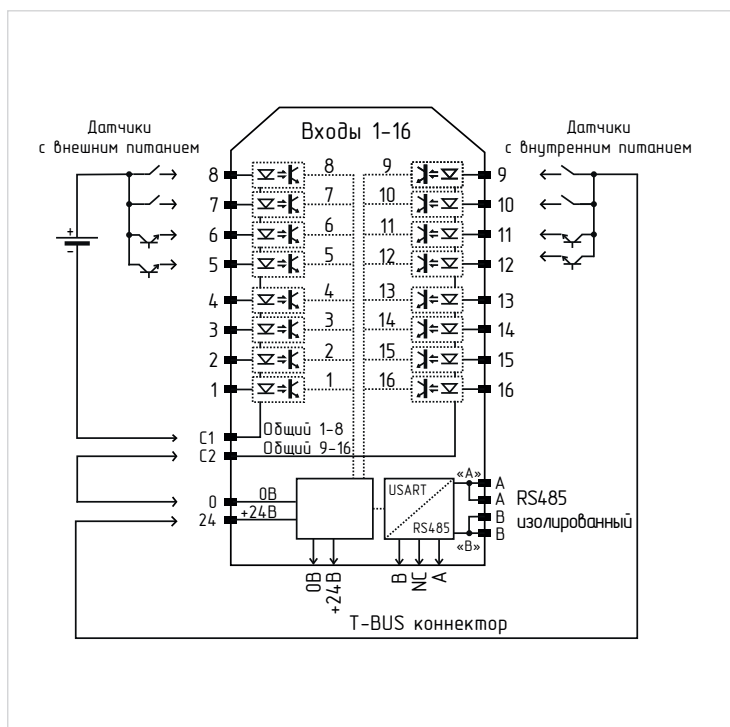 Датчики
с внешним питанием
Входы 1-16
Датчики
с внутренним питанием
8 8 9 9
7 7 10 10
6 6 11 11
5 5 12 12
4 4 13 13
3 3 14 14
2 2 15 15
1 1 16 16
+
-
C1 Общий 1-8
C2 Общий 9-16
0 0В
24 +24В
USART
RS485
«A» A
A
B
«B» B
RS485
изолированный
0В
+24В
B
NC
A
T-BUS коннектор